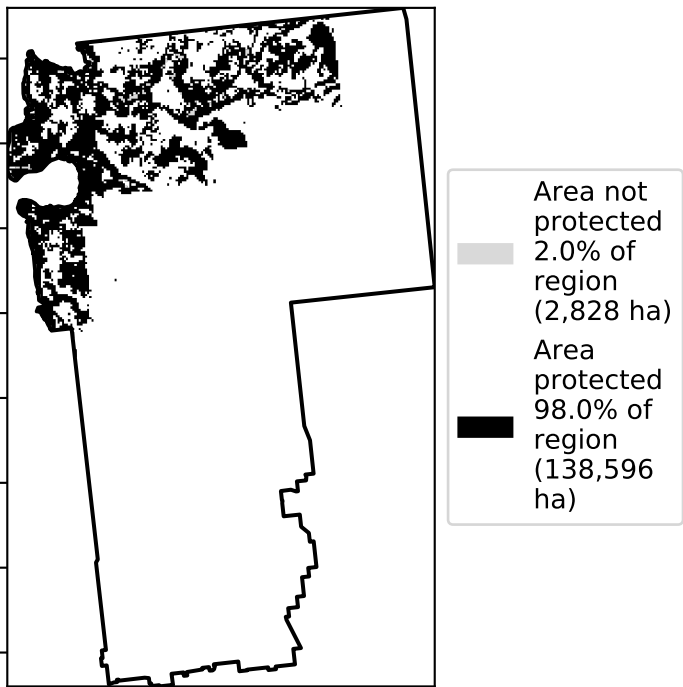 Area not
protected
2.0% of
region
(2,828 ha)
Area
protected
98.0% of
region
(138,596
ha)